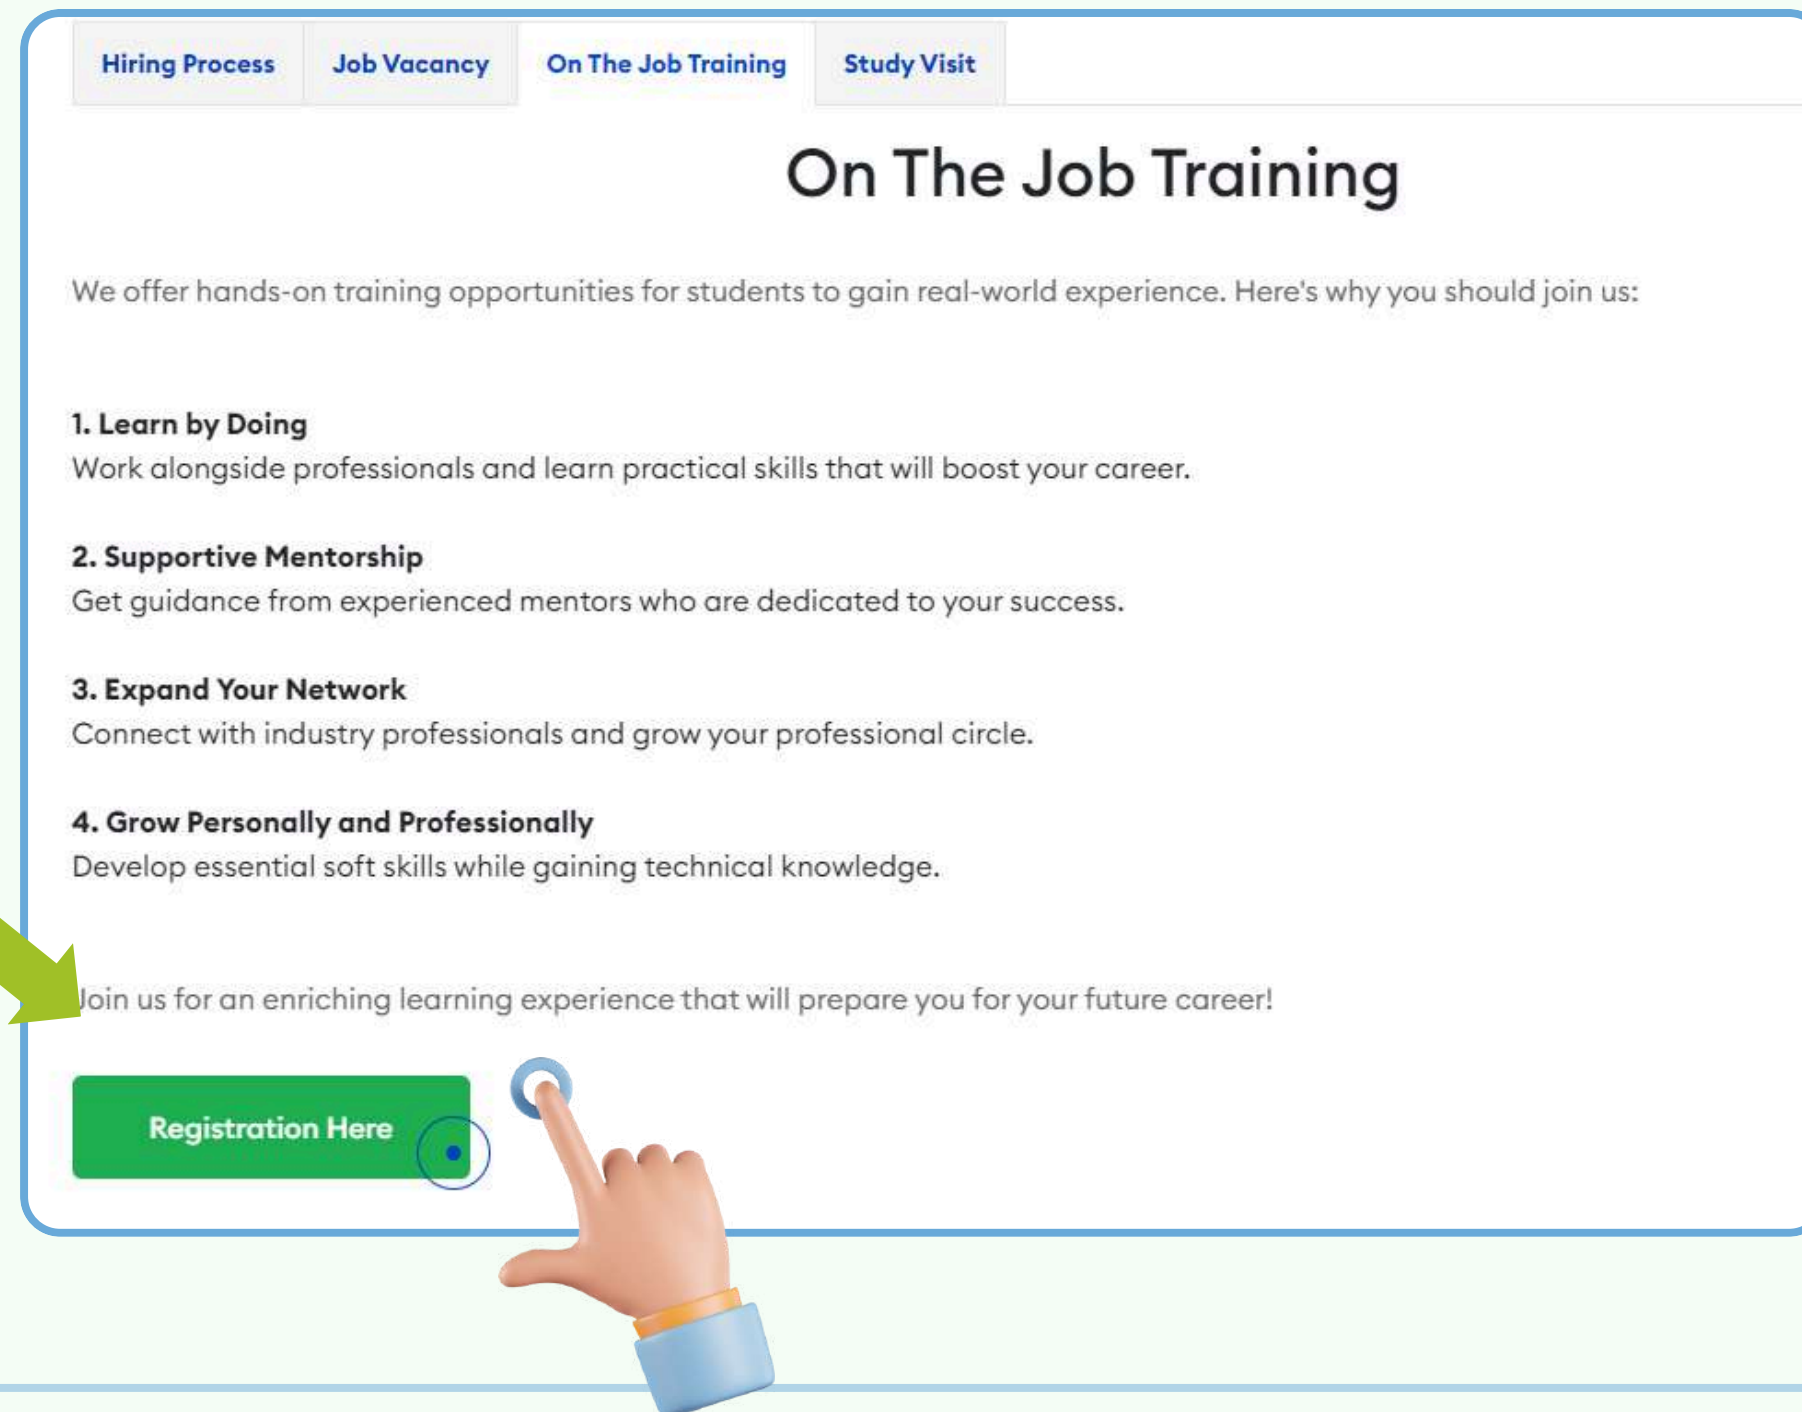 Hiring Process
Job Vacancy
On The Job Training
Study Visit
On The Job Training
We offer hands-on training opportunities for students to gain real-world experience. Here's why you should join us:
1. Learn by Doing
Work alongside professionals and learn practical skills that will boost your career.
2. Supportive Mentorship
Get guidance from experienced mentors who are dedicated to your success.
3. Expand Your Network
Connect with industry professionals and grow your professional circle.
4. Grow Personally and Professionally
Develop essential soft skills while gaining technical knowledge.
Join us for an enriching learning experience that will prepare you for your future career!
Registration Here